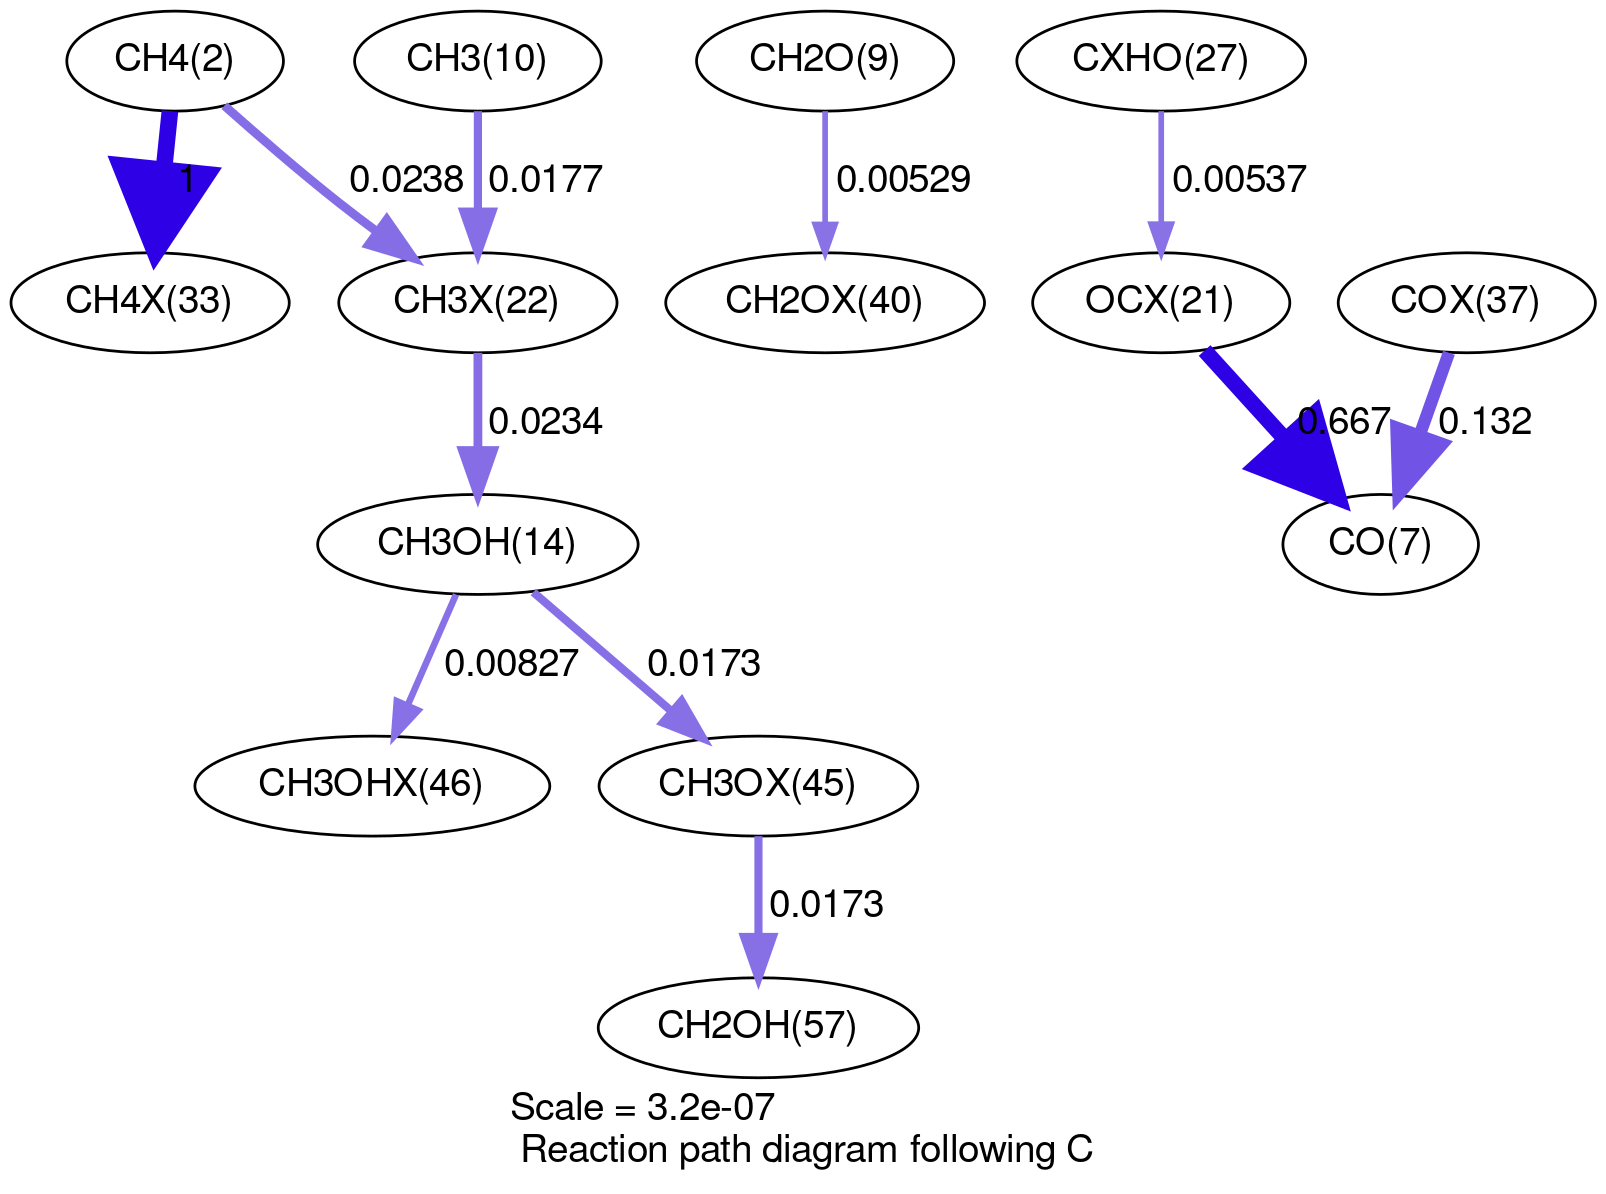 CH4(2)
CH3(10)
CH2O(9)
CXHO(27)
1
0.0238
0.0177
0.00529
0.00537
CH4X(33)
CH3X(22)
CH2OX(40)
OCX(21)
COX(37)
0.0234
0.667
0.132
CH3OH(14)
CO(7)
0.00827
0.0173
CH3OHX(46)
CH3OX(45)
0.0173
CH2OH(57)
Scale = 3.2e-07
Reaction path diagram following C